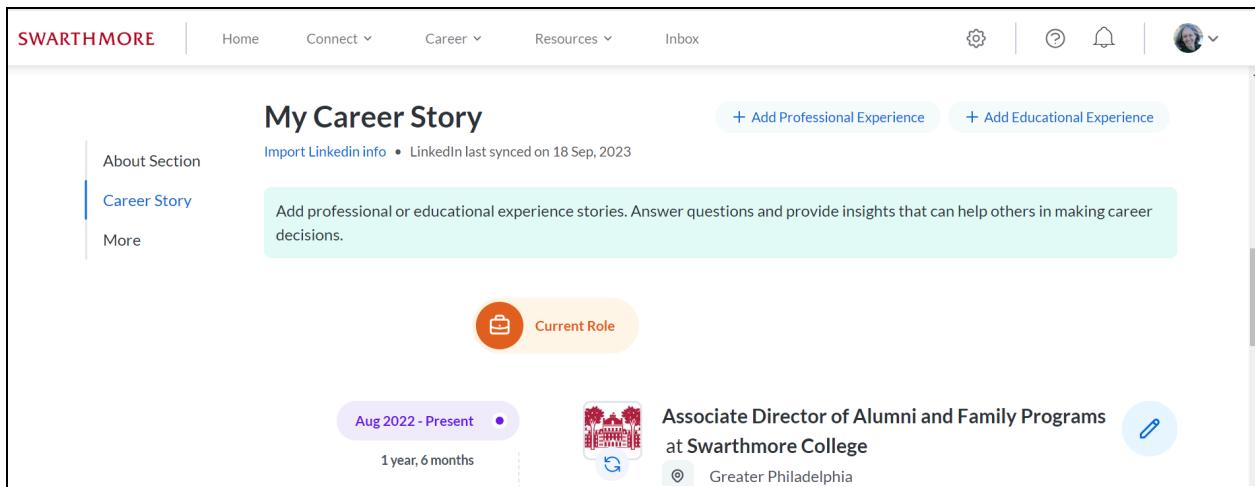 SWARTHMORE Home Connect Career Resources Inbox
My Career Story + Add Professional Experience + Add Educational Experience
Import Linkedin info • LinkedIn last synced on 18 Sep, 2023
About Section
Career Story
More
Add professional or educational experience stories. Answer questions and provide insights that can help others in making career
decisions.
Current Role
Aug 2022 - Present
1 year, 6 months
Associate Director of Alumni and Family Programs
at Swarthmore College
Greater Philadelphia